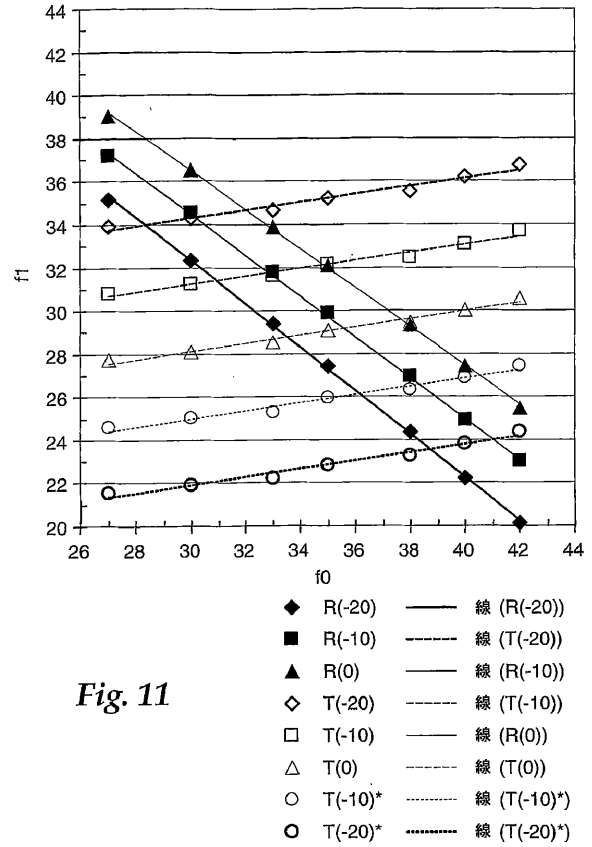 44
42
40
38
36
34
32
30
28
26
24
22
20
f1
26 28 30 32 34 36 38 40 42 44
f0
R(-20) 線 (R(-20))
R(-10) 線 (T(-20))
R(0) 線 (R(-10))
T(-20) 線 (T(-10))
T(-10) 線 (R(0))
T(0) 線 (T(0))
T(-10)* 線 (T(-10)*)
T(-20)* 線 (T(-20)*)
Fig. 11